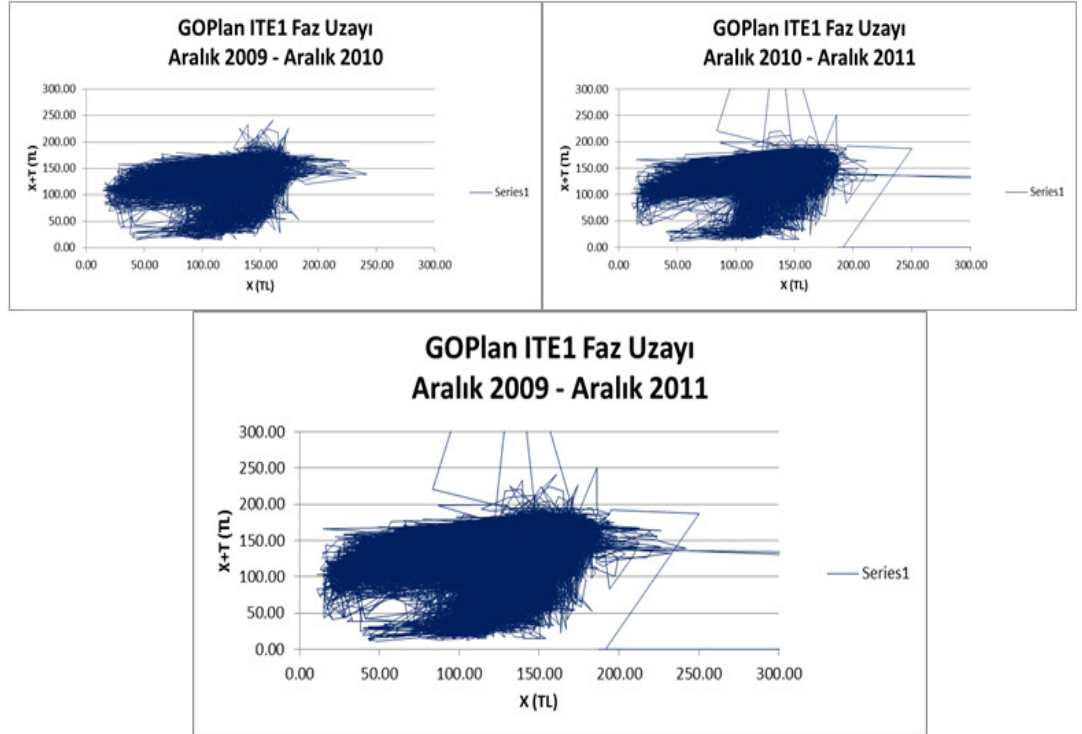 GOPlan ITE1 Faz Uzayı
Aralık 2009 - Aralık 2010
300.00
250.00
200.00
150.00
100.00
50.00
0.00
X+T (TL)
0.00 50.00 100.00 150.00 200.00 250.00 300.00
X (TL)
Series1
GOPlan ITE1 Faz Uzayı
Aralık 2010 - Aralık 2011
300.00
250.00
200.00
150.00
100.00
50.00
0.00
X+T (TL)
0.00 50.00 100.00 150.00 200.00 250.00 300.00
X (TL)
Series1
GOPlan ITE1 Faz Uzayı
Aralık 2009 - Aralık 2011
300.00
250.00
200.00
150.00
100.00
50.00
0.00
X+T (TL)
0.00 50.00 100.00 150.00 200.00 250.00 300.00
X (TL)
Series1